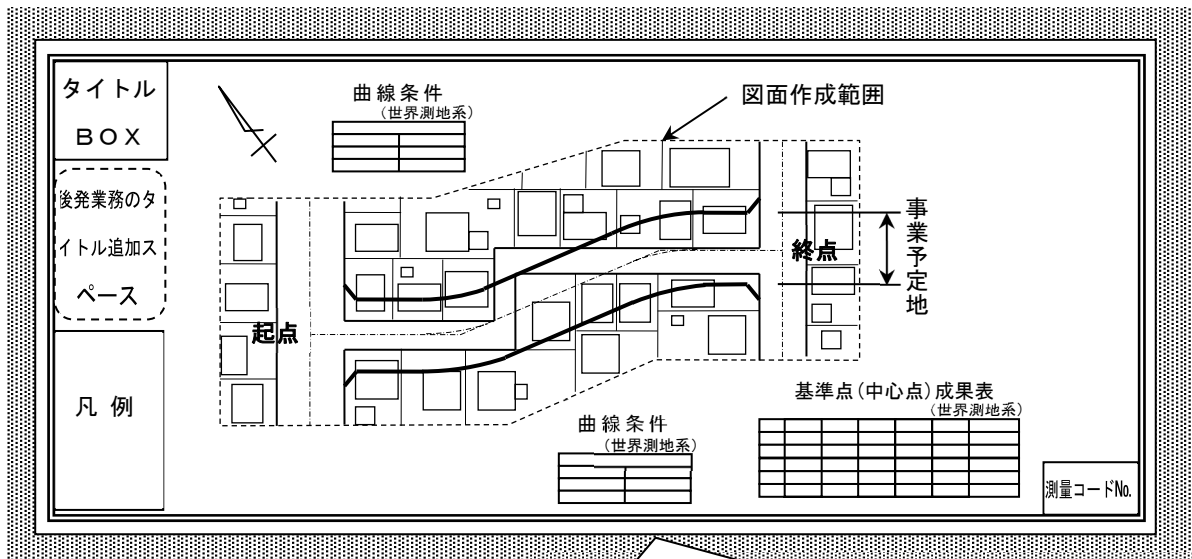 タイトル
BOX
後発業務のタ
イトル追加ス
ペース
凡 例
曲線条件
(世界測地系)
図面作成範囲
起点
終点
事業予定地
曲線条件
(世界測地系)
基準点(中心点)成果表
(世界測地系)
測量コードNo.